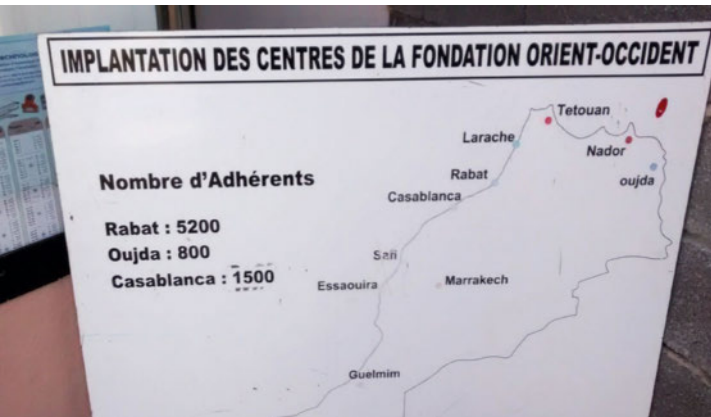 IMPLANTATION DES CENTRES DE LA FONDATION ORIENT-OCCIDENT
Tetouan
Larache
Nador
Nombre d'Adhérents
Rabat
oujda
Casablanca
Rabat : 5200
Oujda : 800
Safi
Casablanca : 1500
Essaouira
Marrakech
Guelmim